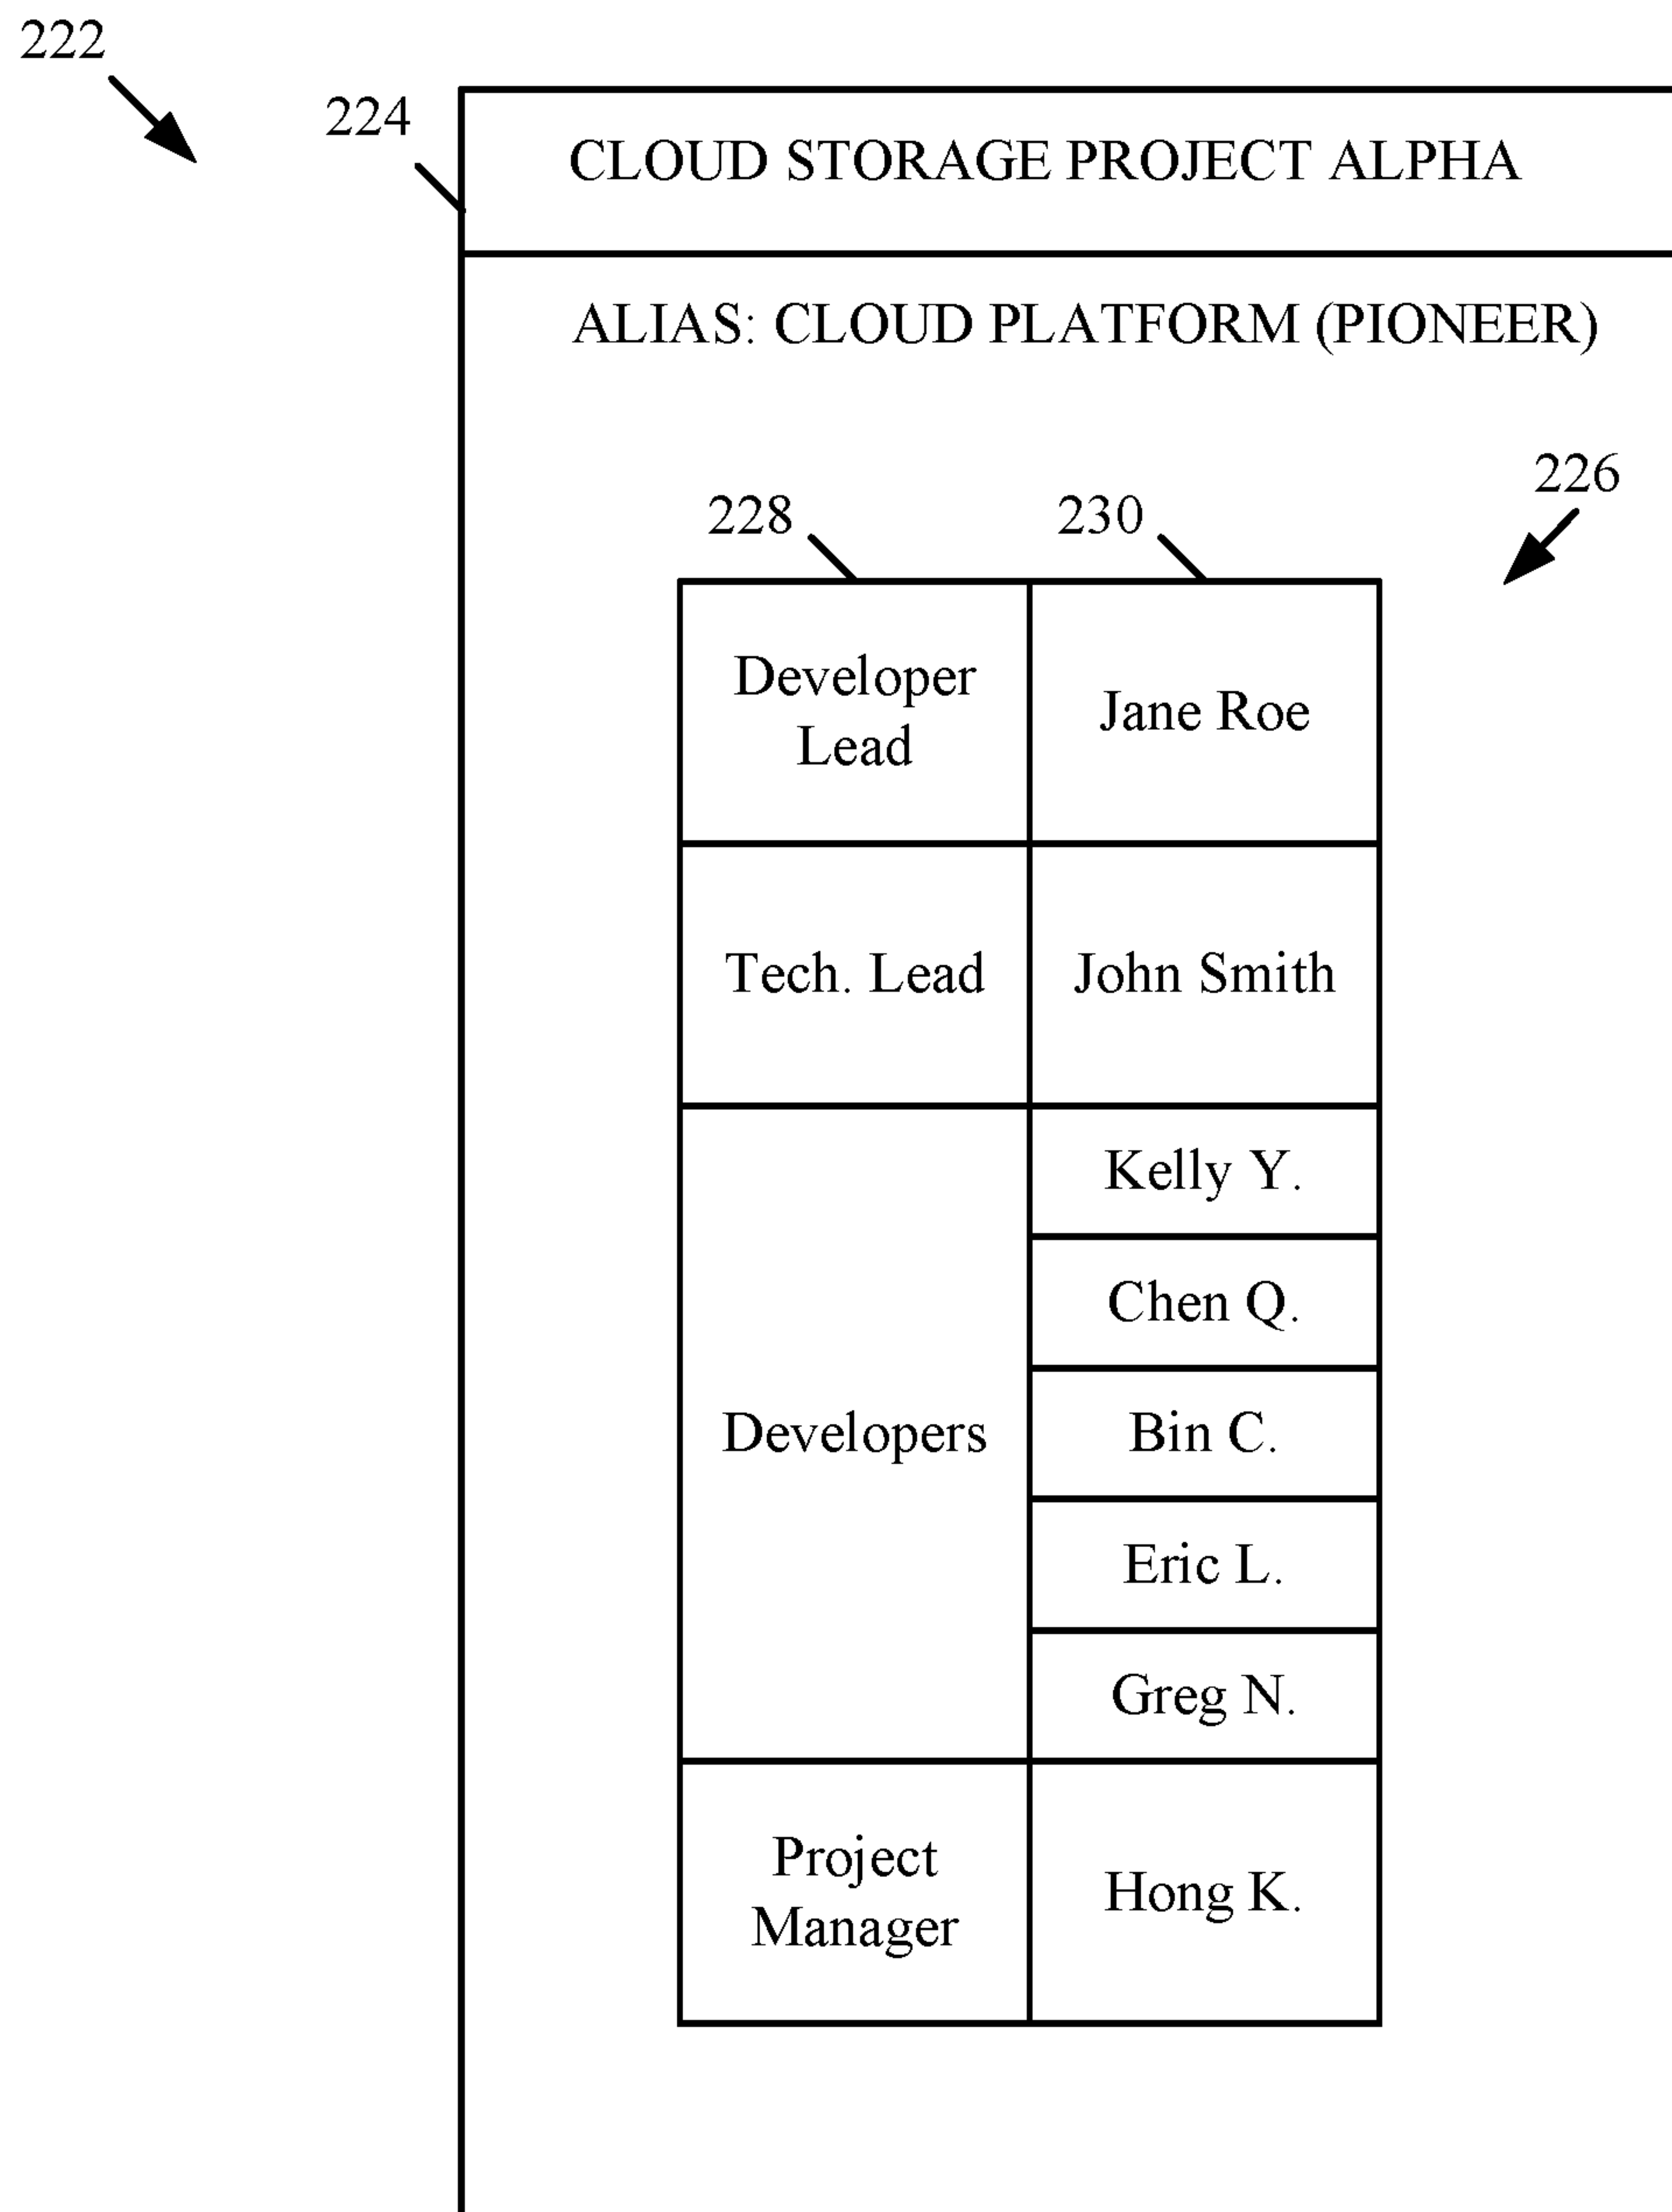 222
224
CLOUD STORAGE PROJECT ALPHA
ALIAS: CLOUD PLATFORM (PIONEER)
226
228
230
Developer
Lead
Jane Roe
Tech. Lead
John Smith
Developers
Kelly Y.
Chen Q.
Bin C.
Eric L.
Greg N.
Project
Manager
Hong K.